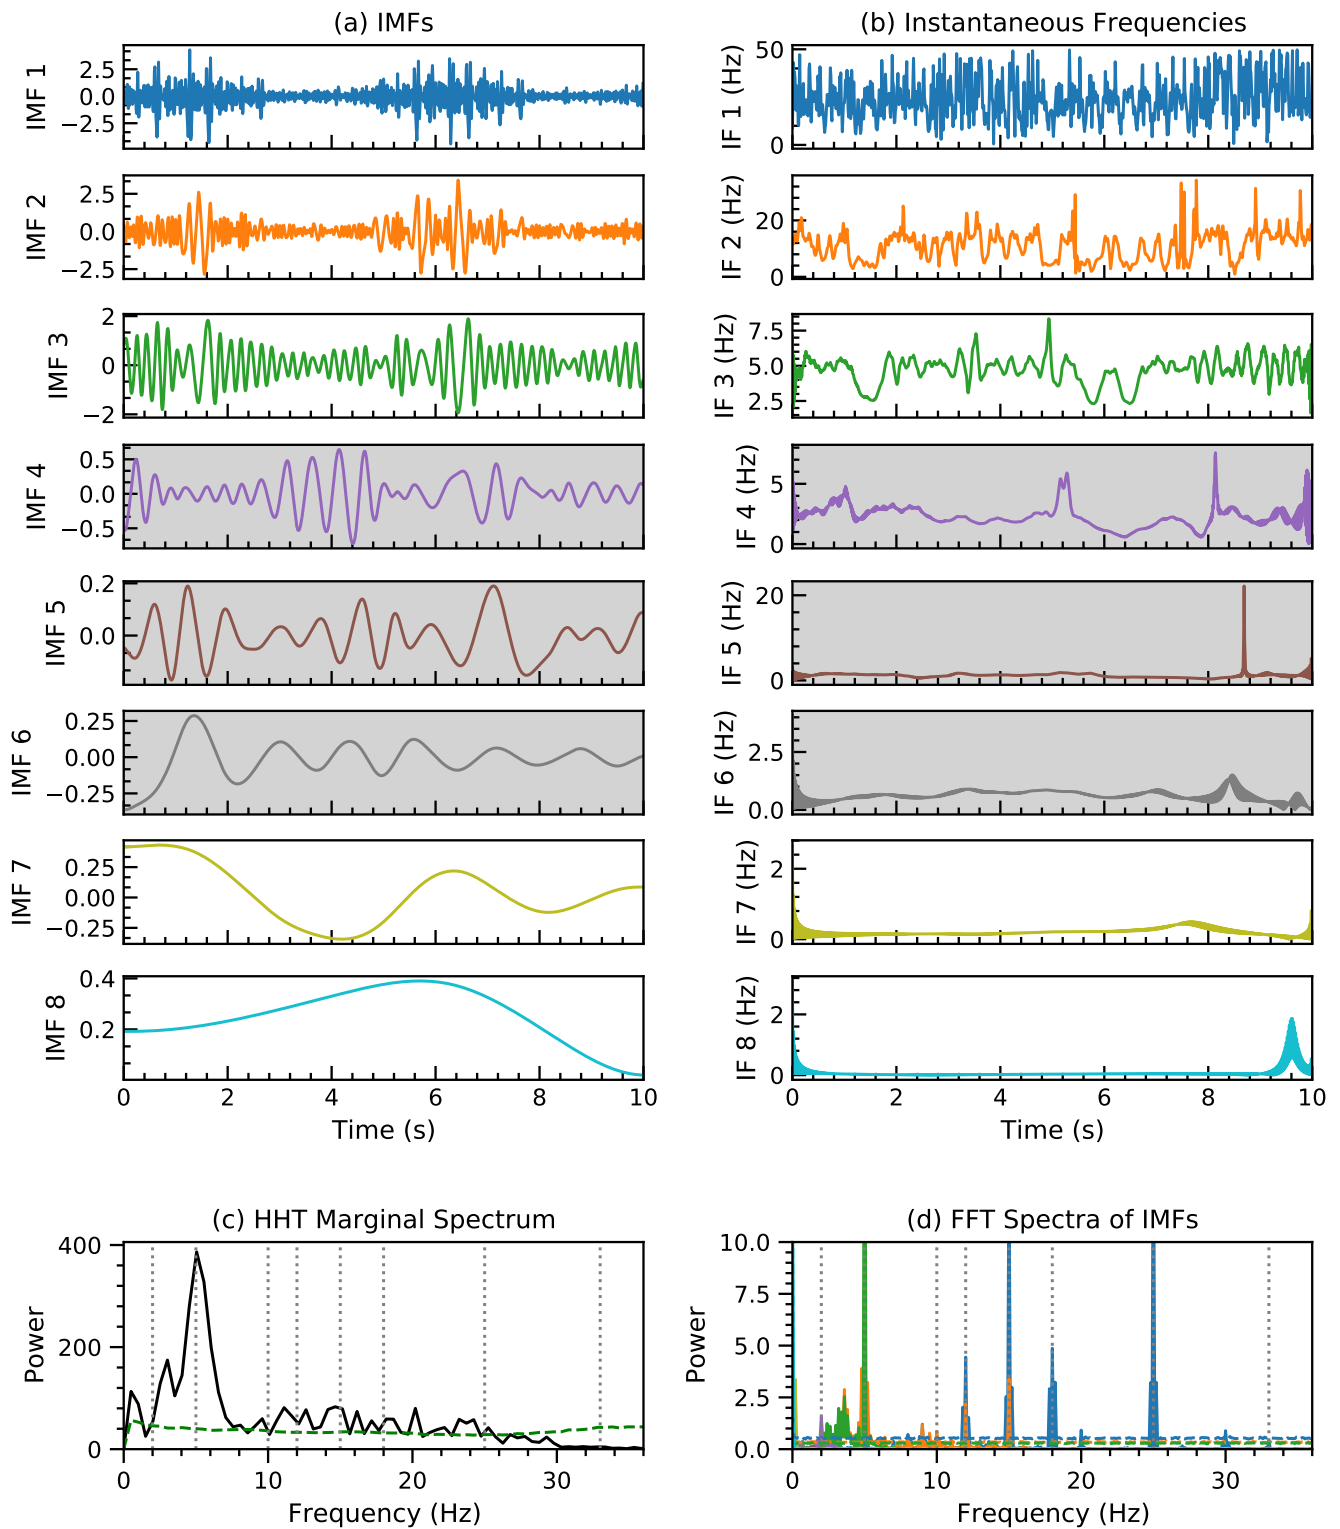 (a) IMFs
(b) Instantaneous Frequencies
IMF 1
2.5
0.0
−2.5
IF 1 (Hz)
50
0
IMF 2
2.5
0.0
−2.5
IF 2 (Hz)
20
0
IMF 3
2
0
−2
IF 3 (Hz)
7.5
5.0
2.5
IMF 4
0.5
0.0
−0.5
IF 4 (Hz)
5
0
IMF 5
0.2
0.0
IF 5 (Hz)
20
0
IMF 6
0.25
0.00
−0.25
IF 6 (Hz)
2.5
0.0
IMF 7
0.25
0.00
−0.25
IF 7 (Hz)
2
0
IMF 8
0.4
0.2
IF 8 (Hz)
2
0
0 2 4 6 8 10
Time (s)
0 2 4 6 8 10
Time (s)
(c) HHT Marginal Spectrum
Power
400
200
0
0 10 20 30
Frequency (Hz)
(d) FFT Spectra of IMFs
Power
10.0
7.5
5.0
2.5
0.0
0 10 20 30
Frequency (Hz)